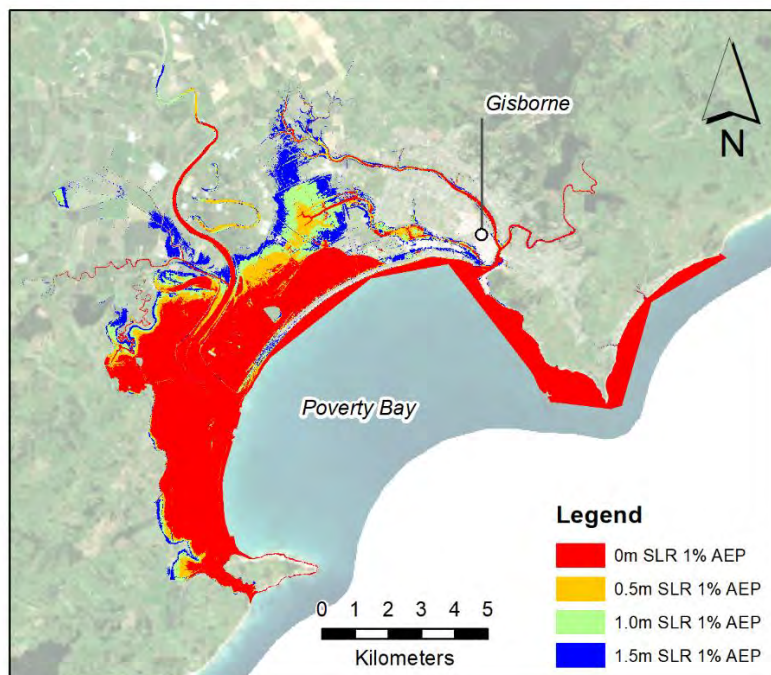 Gisborne
N
Poverty Bay
Legend
0m SLR 1% AEP
0.5m SLR 1% AEP
1.0m SLR 1% AEP
1.5m SLR 1% AEP
0 1 2 3 4 5
Kilometers